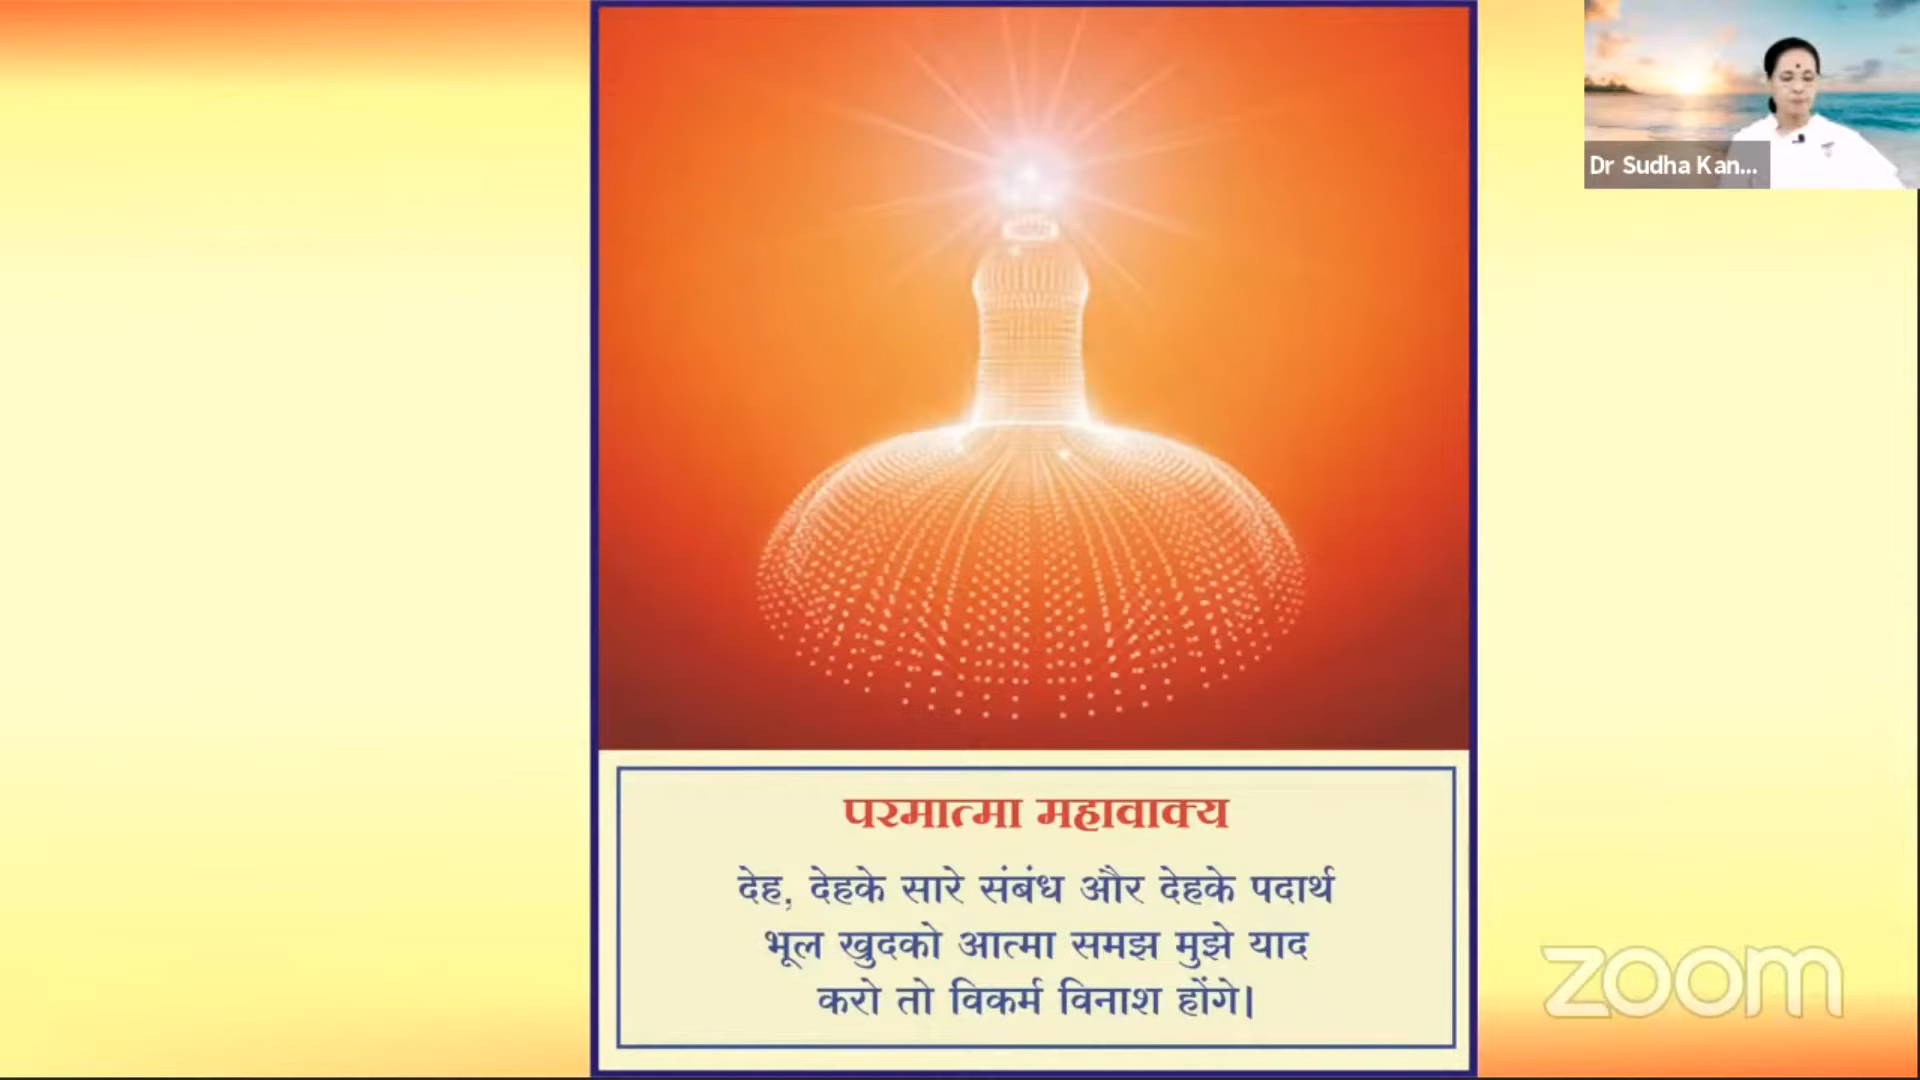 Dr Sudha Kan...
परमात्मा महावाक्य
देह, देहके सारे संबंध और देहके पदार्थ
भूल खुदको आत्मा समझ मुझे याद
करो तो विकर्म विनाश होंगे।
zoom